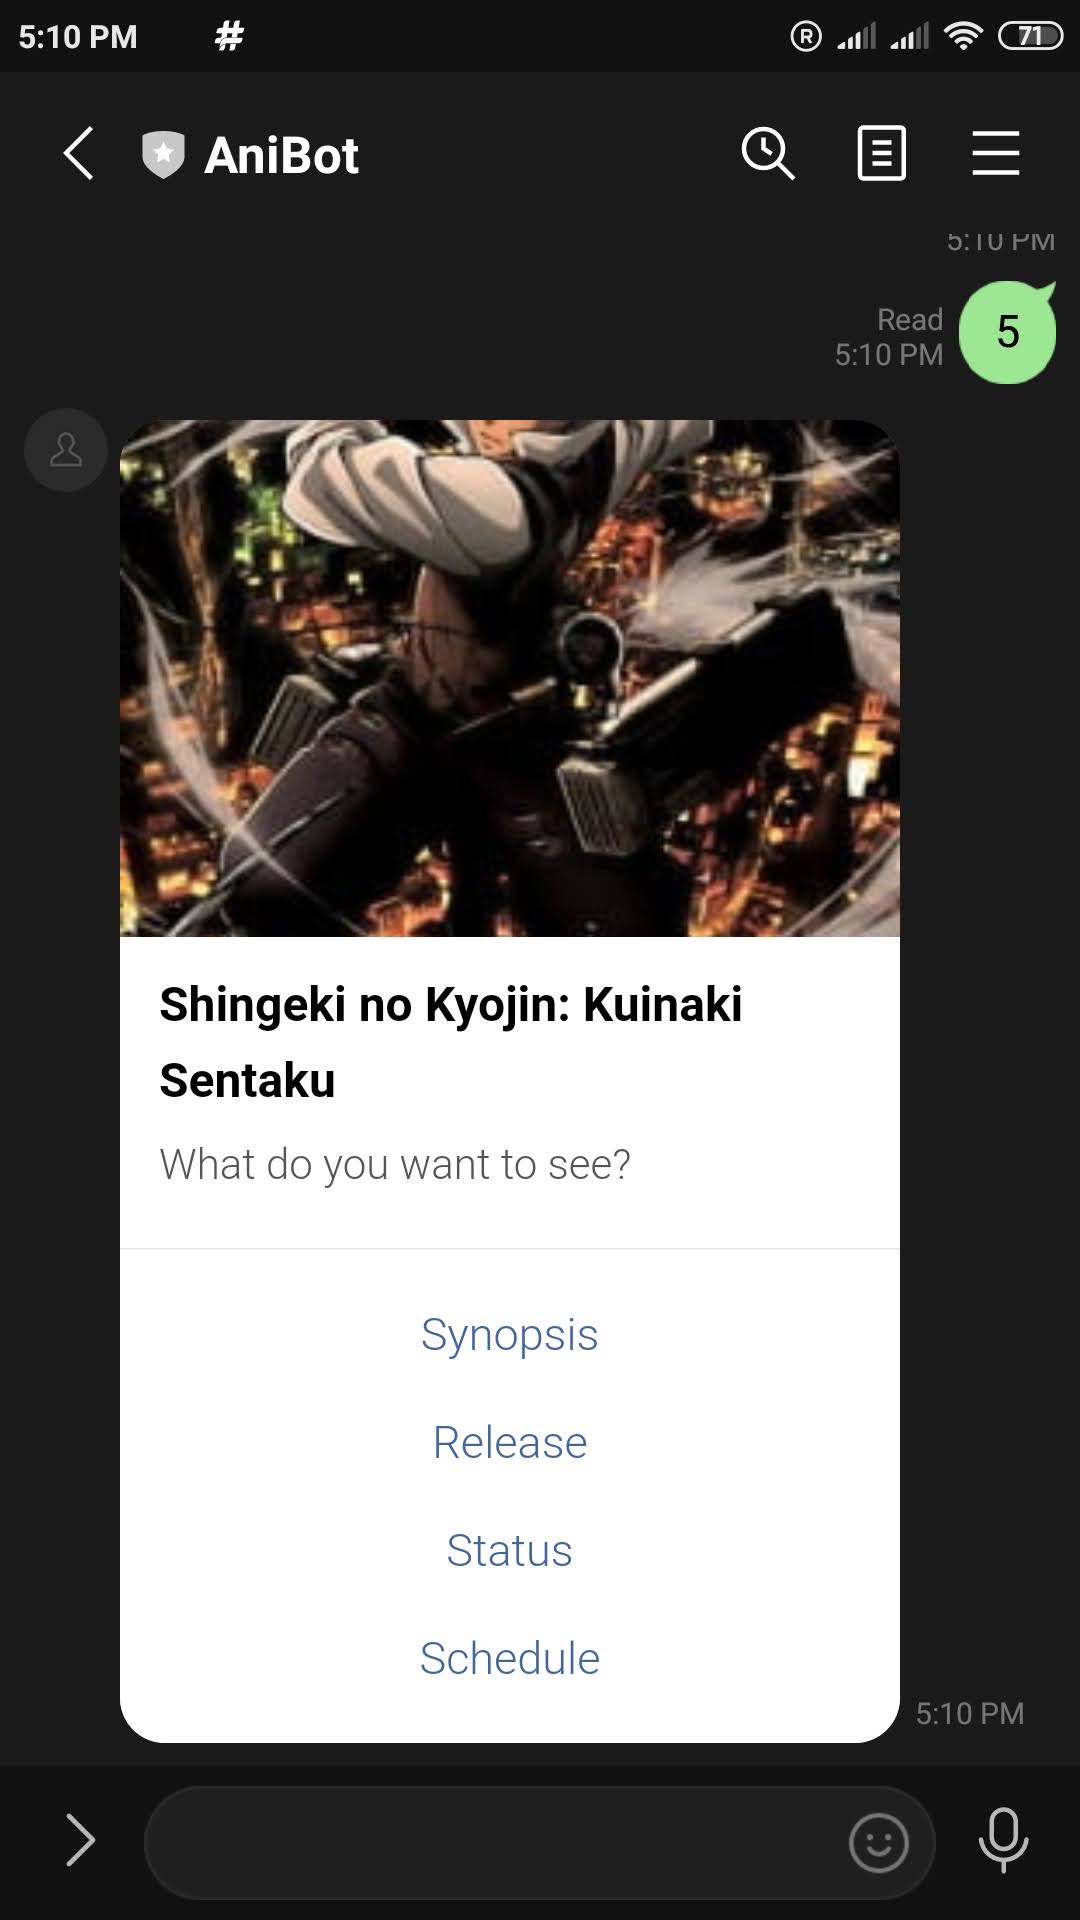 5:10 PM # R 71
AniBot
5:10 PM
Read
5:10 PM
5
Shingeki no Kyojin: Kuinaki
Sentaku
What do you want to see?
Synopsis
Release
Status
Schedule
5:10 PM